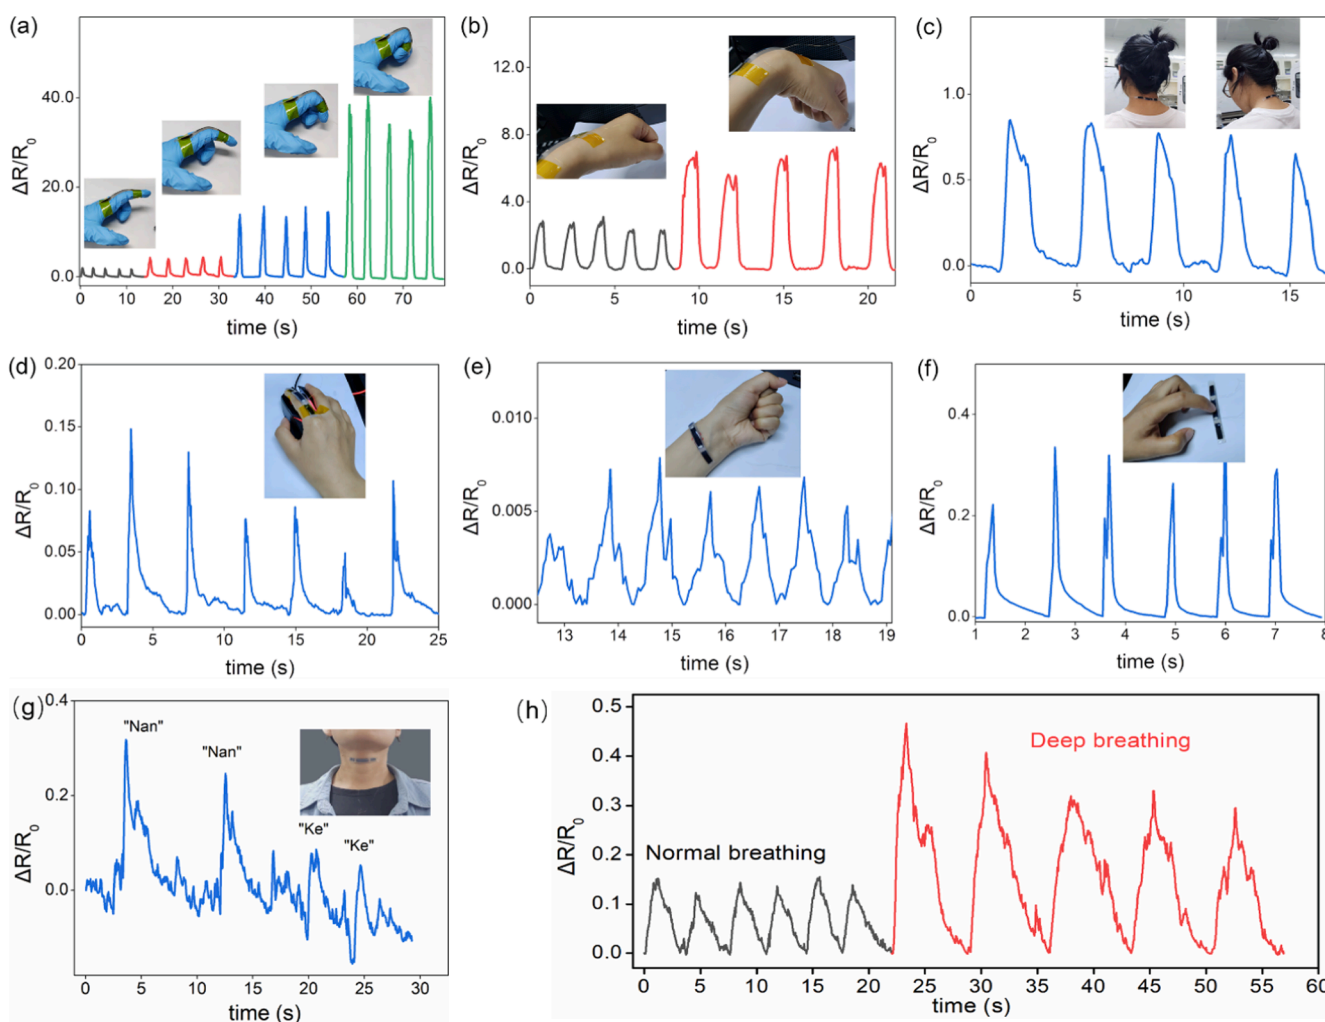 (a)
40.0
20.0
0.0
ΔR/R0
0 10 20 30 40 50 60 70
time (s)
(b)
12.0
8.0
4.0
0.0
ΔR/R0
0 5 10 15 20
time (s)
(c)
1.0
0.5
0.0
ΔR/R0
0 5 10 15
time (s)
(d)
0.20
0.15
0.10
0.05
0.00
ΔR/R0
0 5 10 15 20 25
time (s)
(e)
0.010
0.005
0.000
ΔR/R0
13 14 15 16 17 18 19
time (s)
(f)
0.4
0.2
0.0
ΔR/R0
1 2 3 4 5 6 7 8
time (s)
(g)
0.4
0.2
0.0
ΔR/R0
"Nan"
"Nan"
"Ke"
"Ke"
0 5 10 15 20 25 30
time (s)
(h)
0.5
0.4
0.3
0.2
0.1
0.0
ΔR/R0
Deep breathing
Normal breathing
0 5 10 15 20 25 30 35 40 45 50 55 60
time (s)